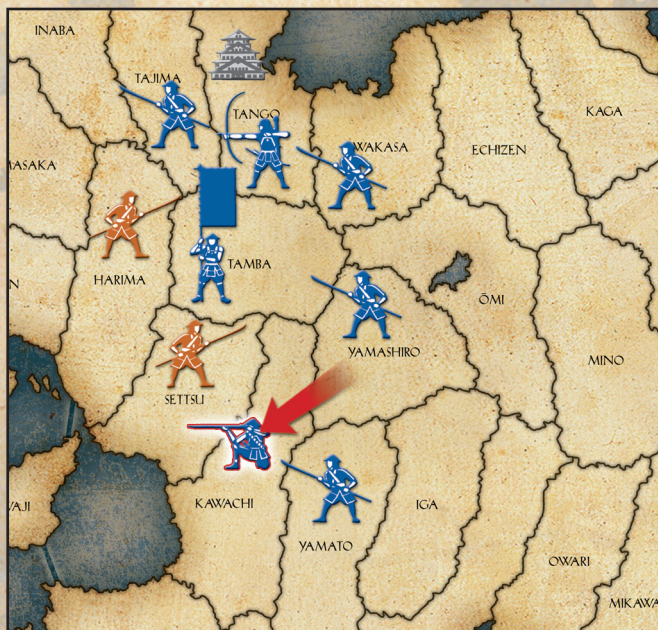 INABA
TAJIMA
TANGO
WAKASA
ECHIZEN
KAGA
MASAKA
HARIMA
TAMBA
ŌMI
YAMASHIRO
MINO
SETTSU
KAWACHI
IGA
YAMATO
OWARI
MIKAWA